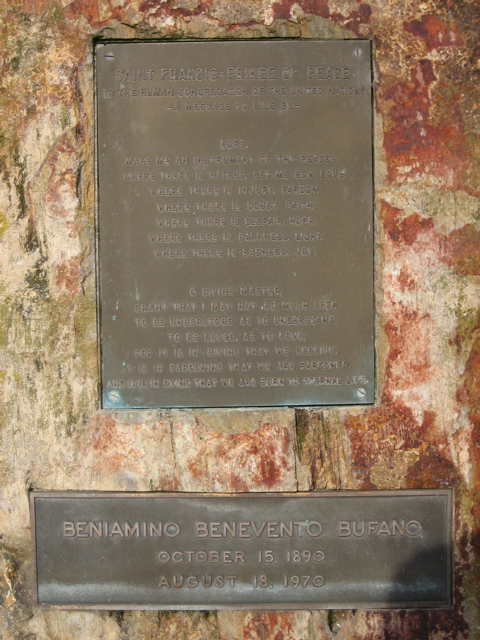 SAINT FRANCIS - PRINCE OF PEACE
TO THE HUMAN CONGREGATION OF THE UNITED NATIONS
- A MESSAGE TO LIVE BY -
LORD,
MAKE ME AN INSTRUMENT OF THY PEACE.
WHERE THERE IS HATRED, LET ME SOW LOVE,
WHERE THERE IS INJURY, PARDON,
WHERE THERE IS DOUBT, FAITH,
WHERE THERE IS DESPAIR, HOPE,
WHERE THERE IS DARKNESS, LIGHT,
WHERE THERE IS SADNESS, JOY.
O DIVINE MASTER,
GRANT THAT I MAY NOT SO MUCH SEEK
TO BE UNDERSTOOD AS TO UNDERSTAND,
TO BE LOVED, AS TO LOVE,
FOR IT IS IN GIVING THAT WE RECEIVE,
IT IS IN PARDONING THAT WE ARE PARDONED,
AND IT IS IN DYING THAT WE ARE BORN TO ETERNAL LIFE.
BENIAMINO BENEVENTO BUFANO
OCTOBER 15, 1890
AUGUST 18, 1970